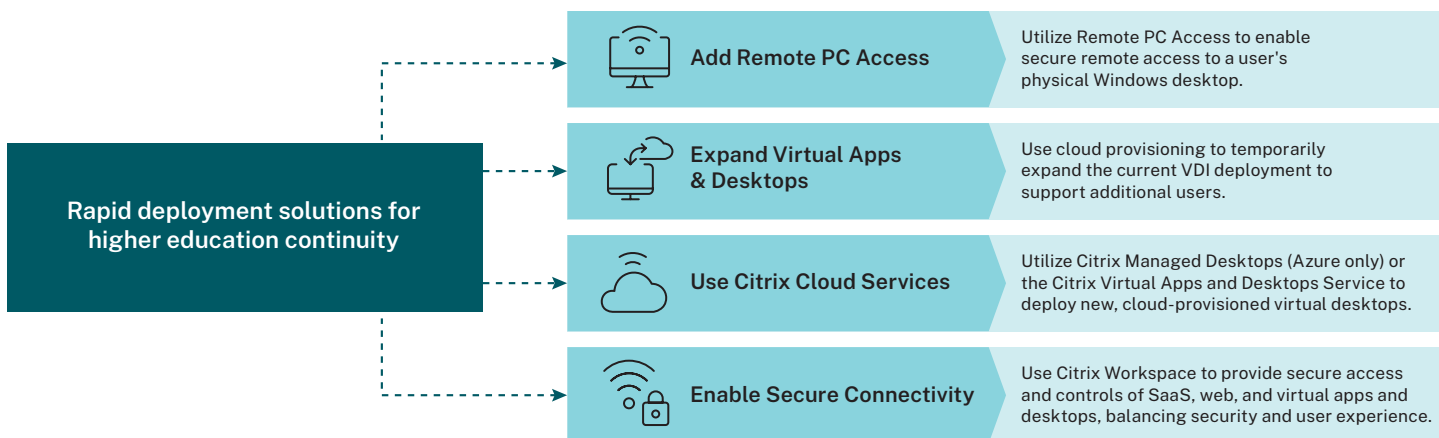 Rapid deployment solutions for
higher education continuity
Add Remote PC Access
Utilize Remote PC Access to enable
secure remote access to a user's
physical Windows desktop.
Expand Virtual Apps
& Desktops
Use cloud provisioning to temporarily
expand the current VDI deployment to
support additional users.
Use Citrix Cloud Services
Utilize Citrix Managed Desktops (Azure only) or
the Citrix Virtual Apps and Desktops Service to
deploy new, cloud-provisioned virtual desktops.
Enable Secure Connectivity
Use Citrix Workspace to provide secure access
and controls of SaaS, web, and virtual apps and
desktops, balancing security and user experience.